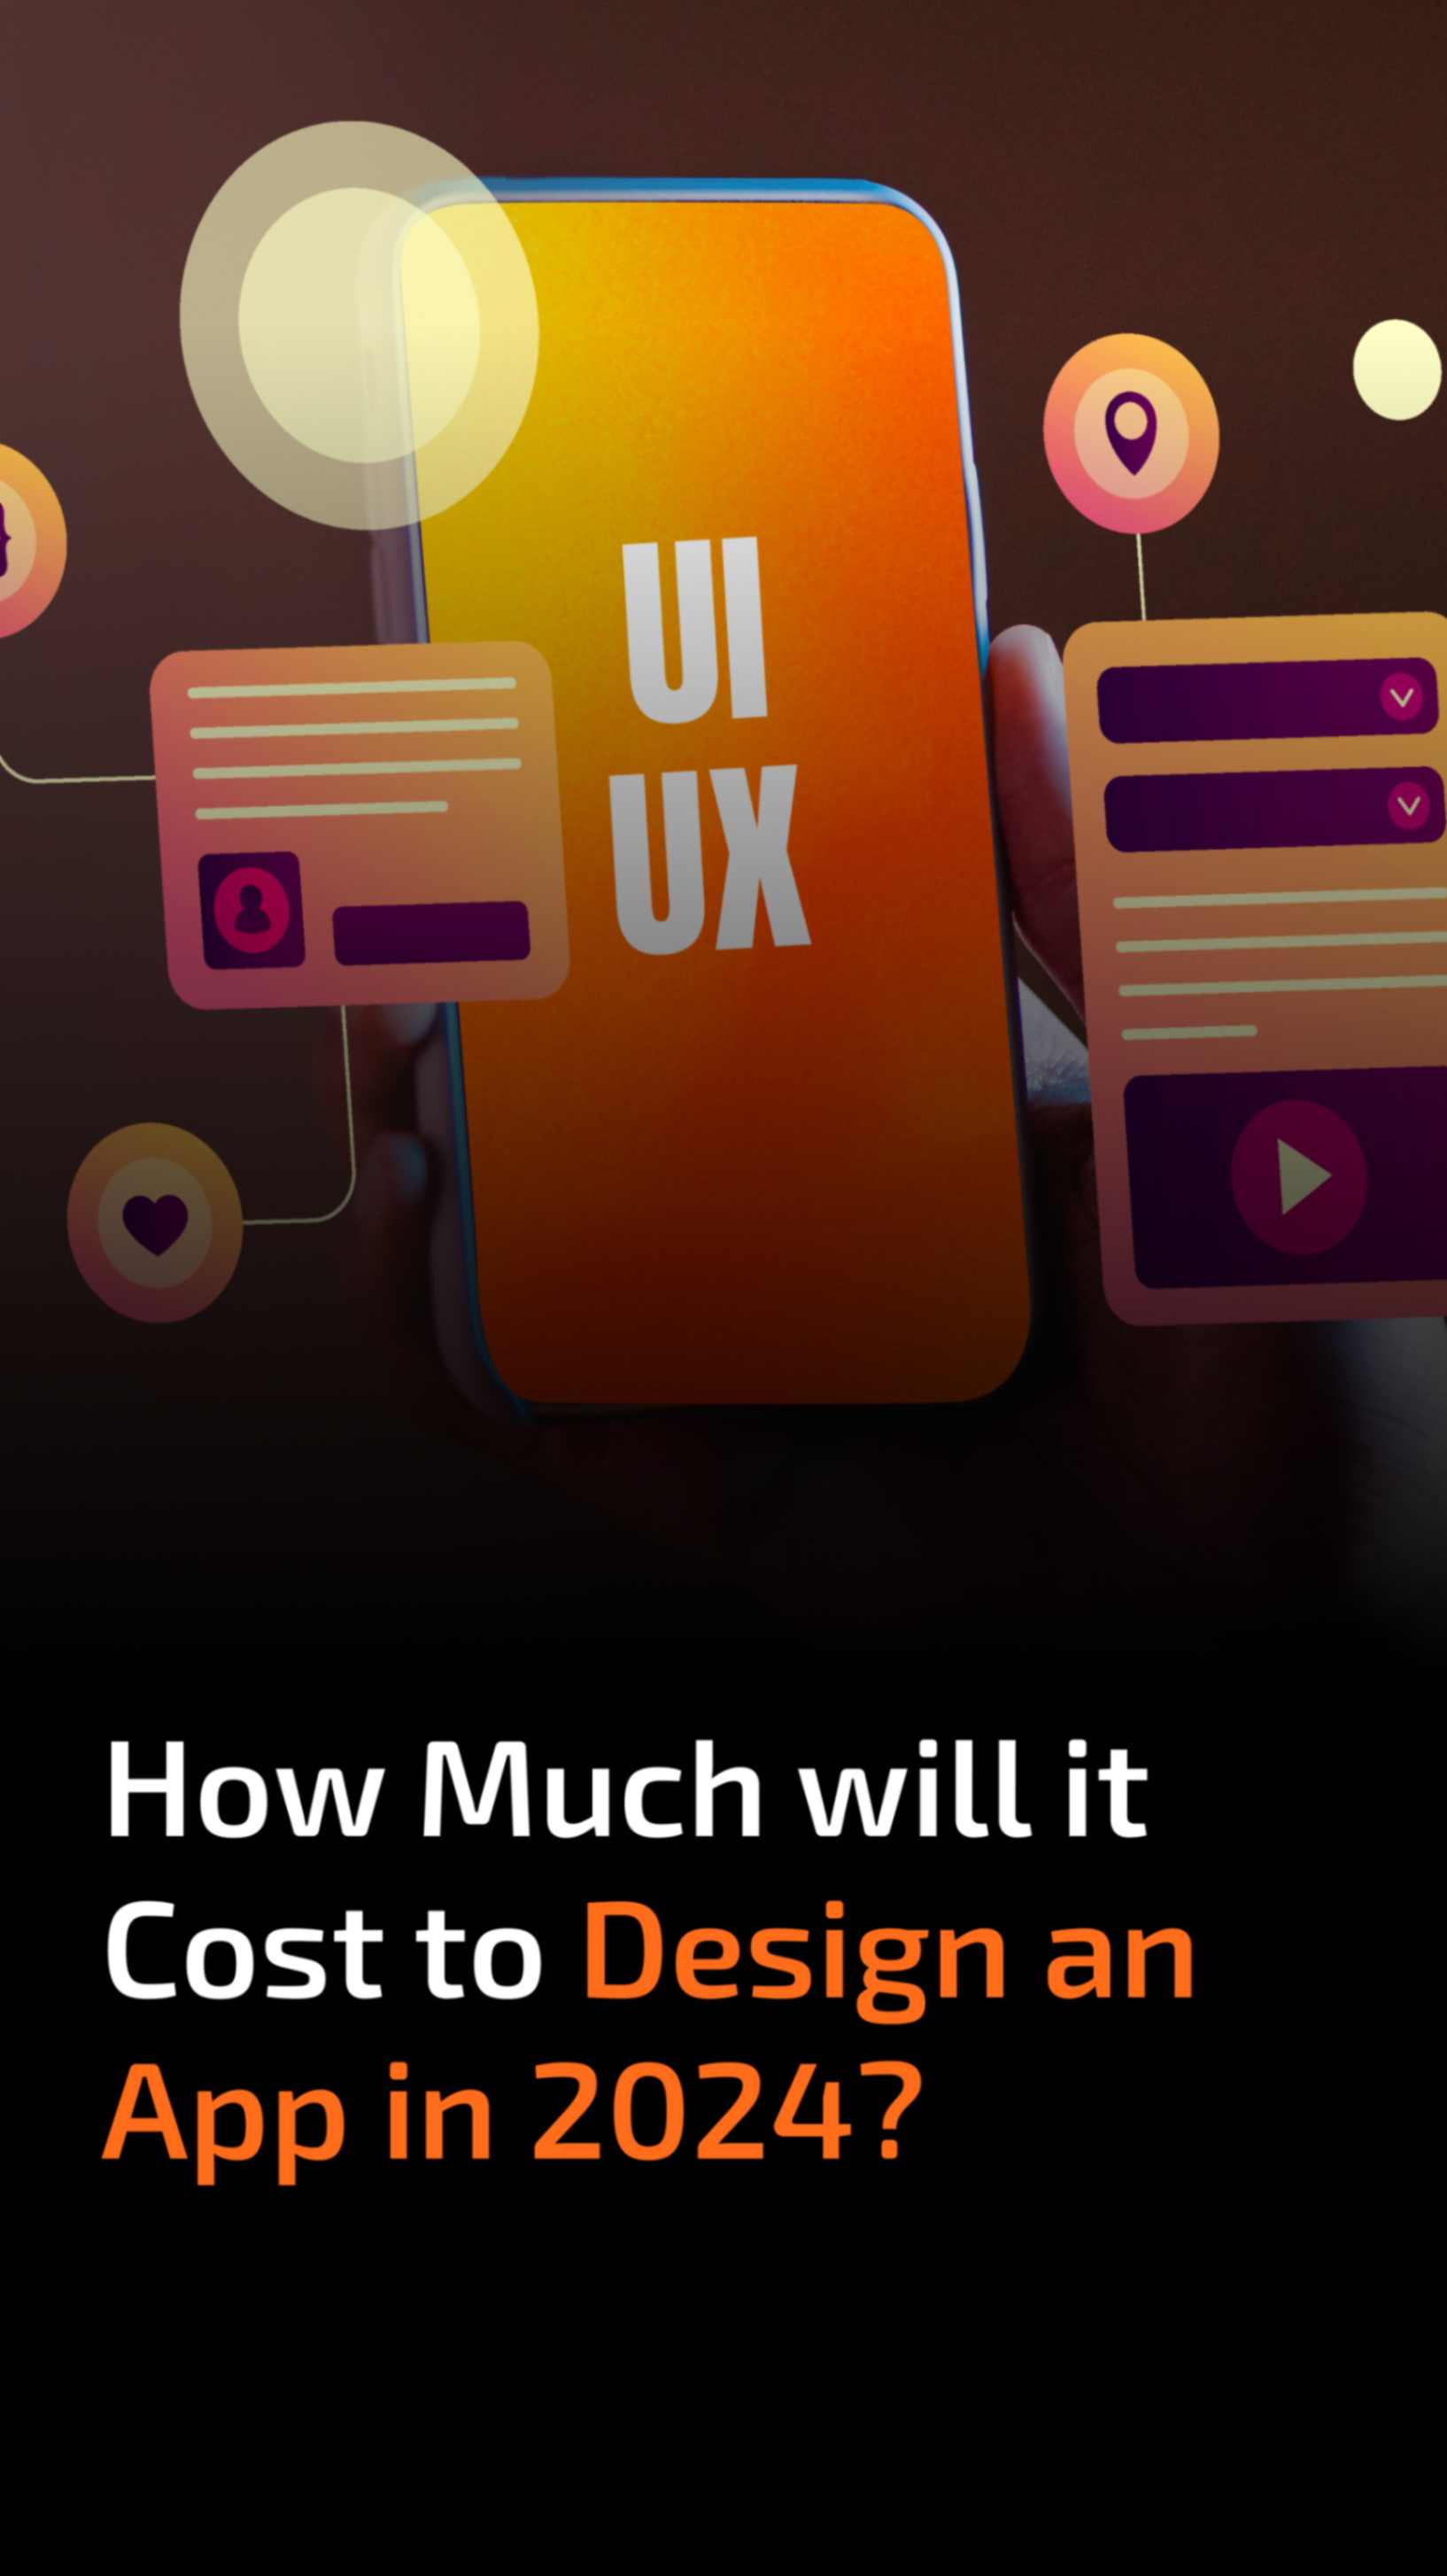 UI
UX
How Much will it
Cost to Design an
App in 2024?